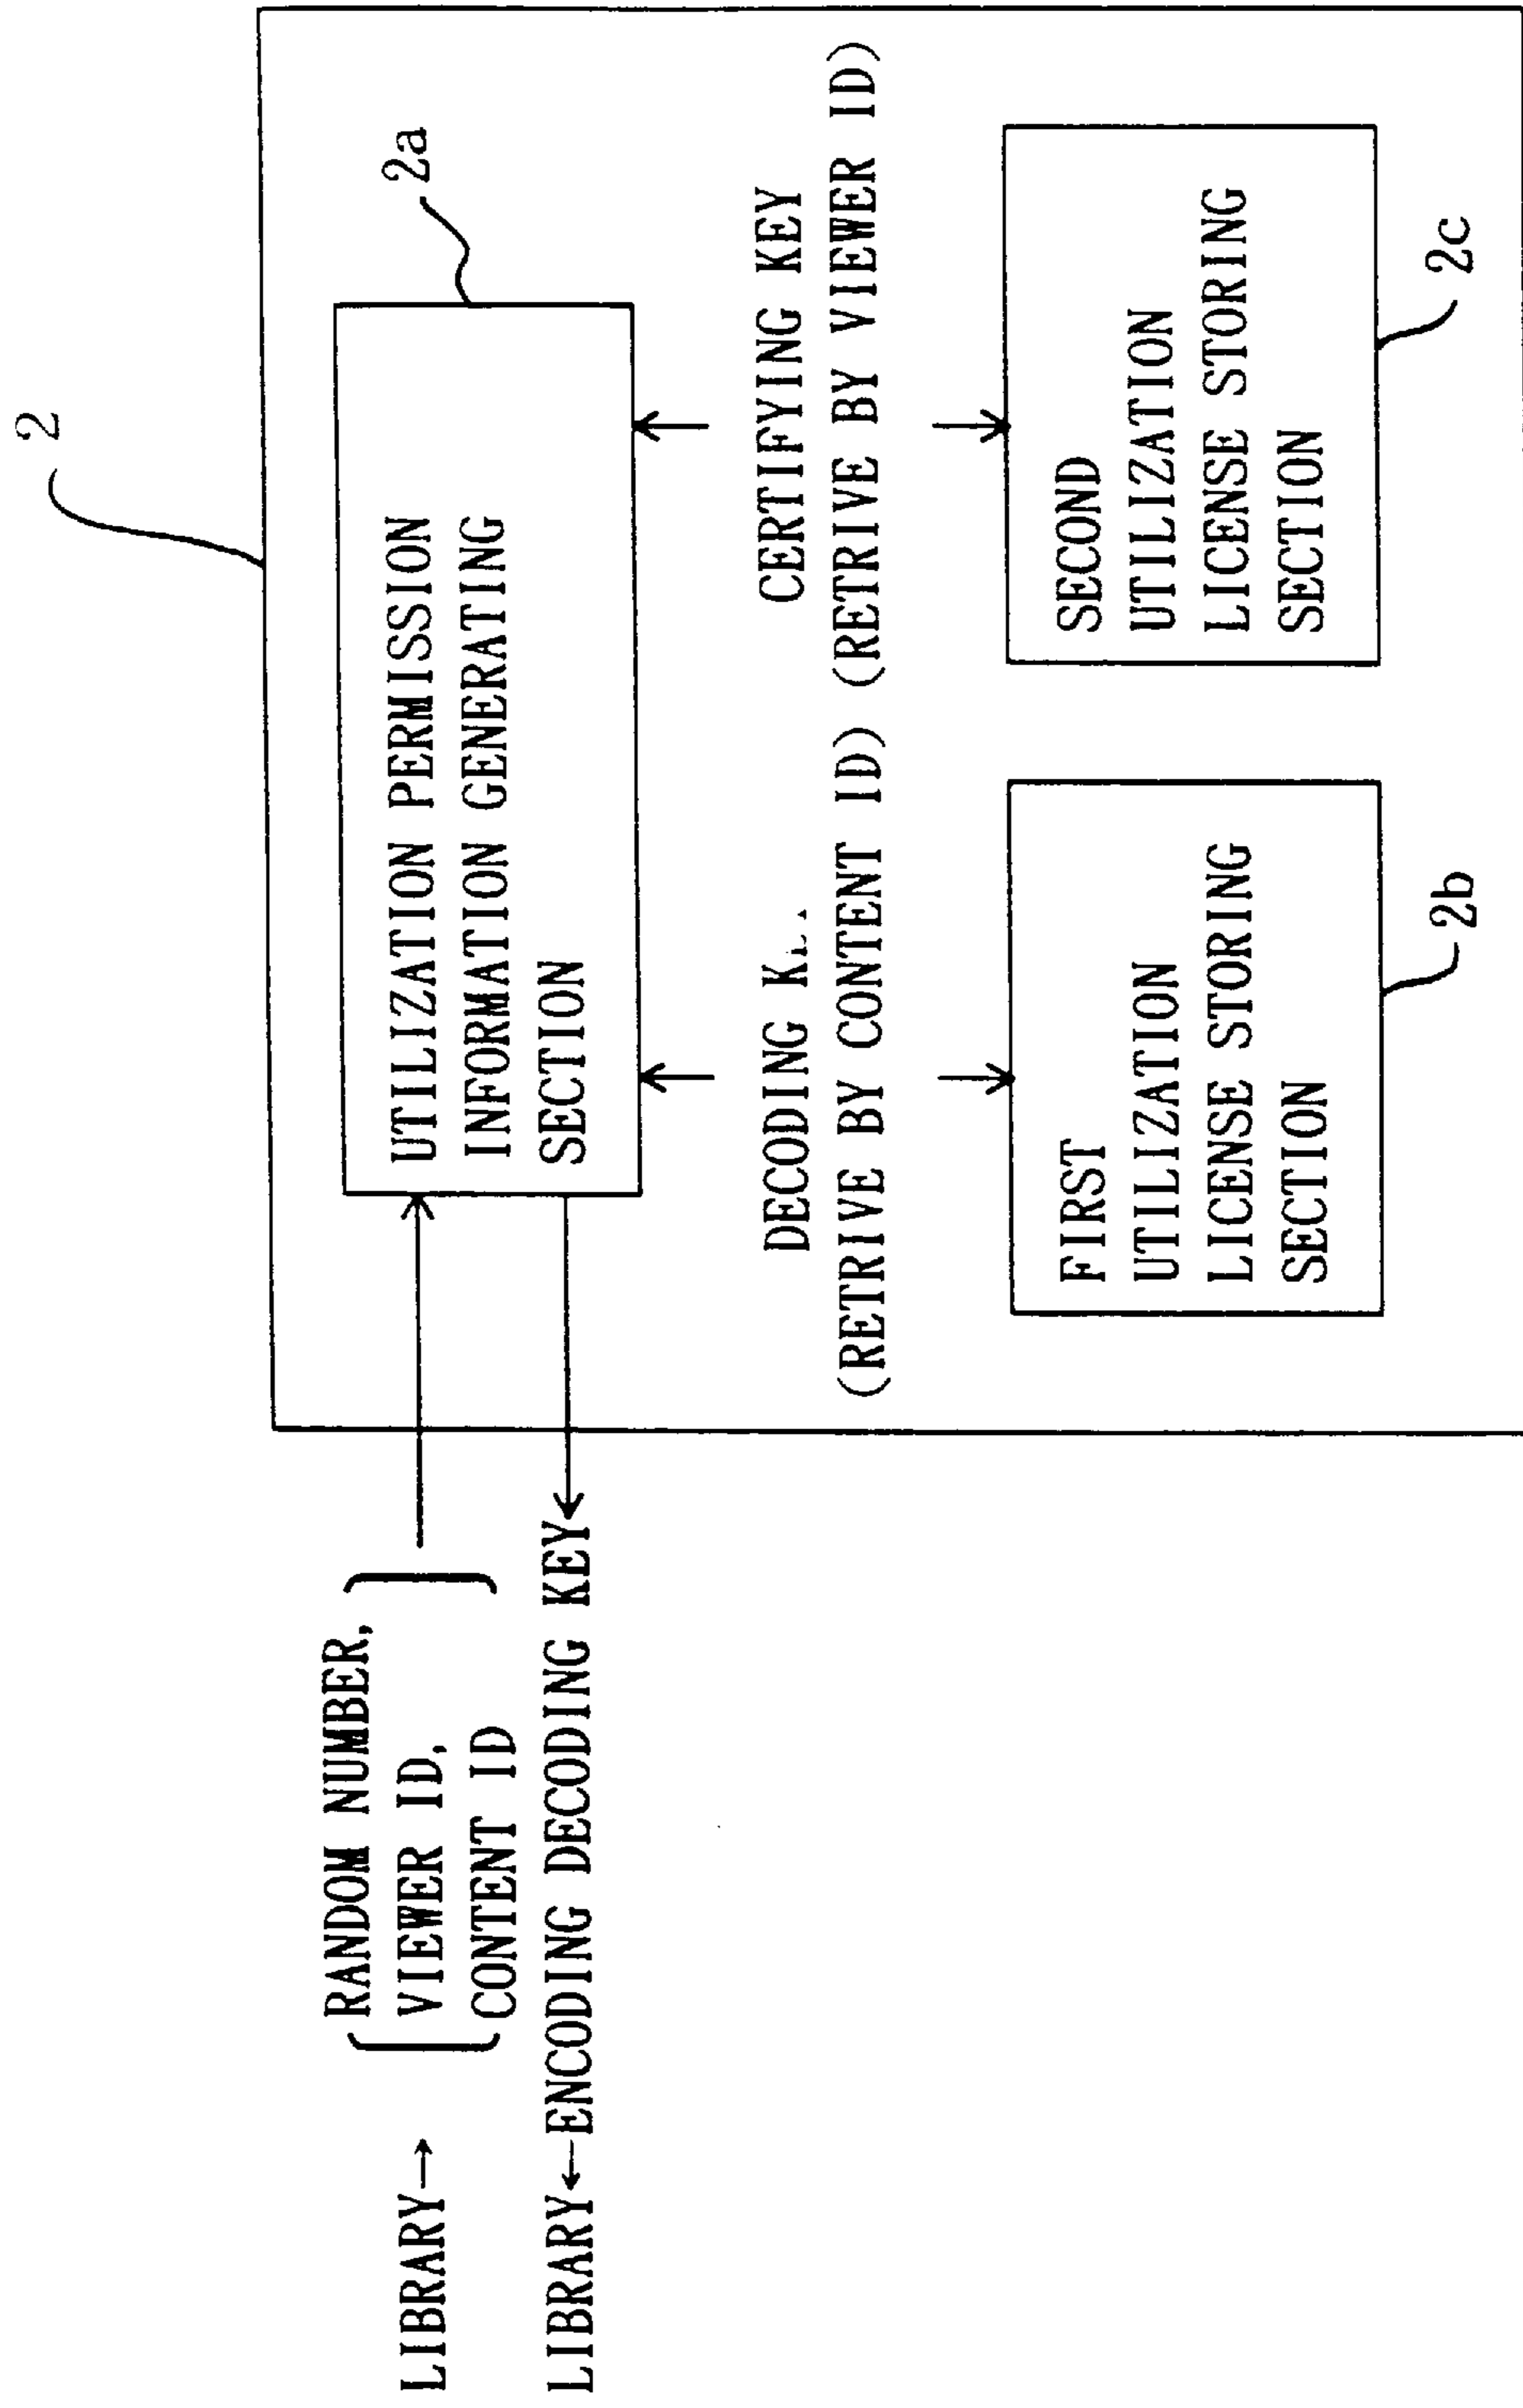 2
2a
LIBRARY→
RANDOM NUMBER,
VIEWER ID,
CONTENT ID
LIBRARY←ENCODING DECODING KEY
UTILIZATION PERMISSION
INFORMATION GENERATING
SECTION
DECODING
CERTIFYING KEY
(RETRIVE BY CONTENT ID) (RETRIVE BY VIEWER ID)
FIRST
UTILIZATION
LICENSE STORING
SECTION
2b
SECOND
UTILIZATION
LICENSE STORING
SECTION
2c